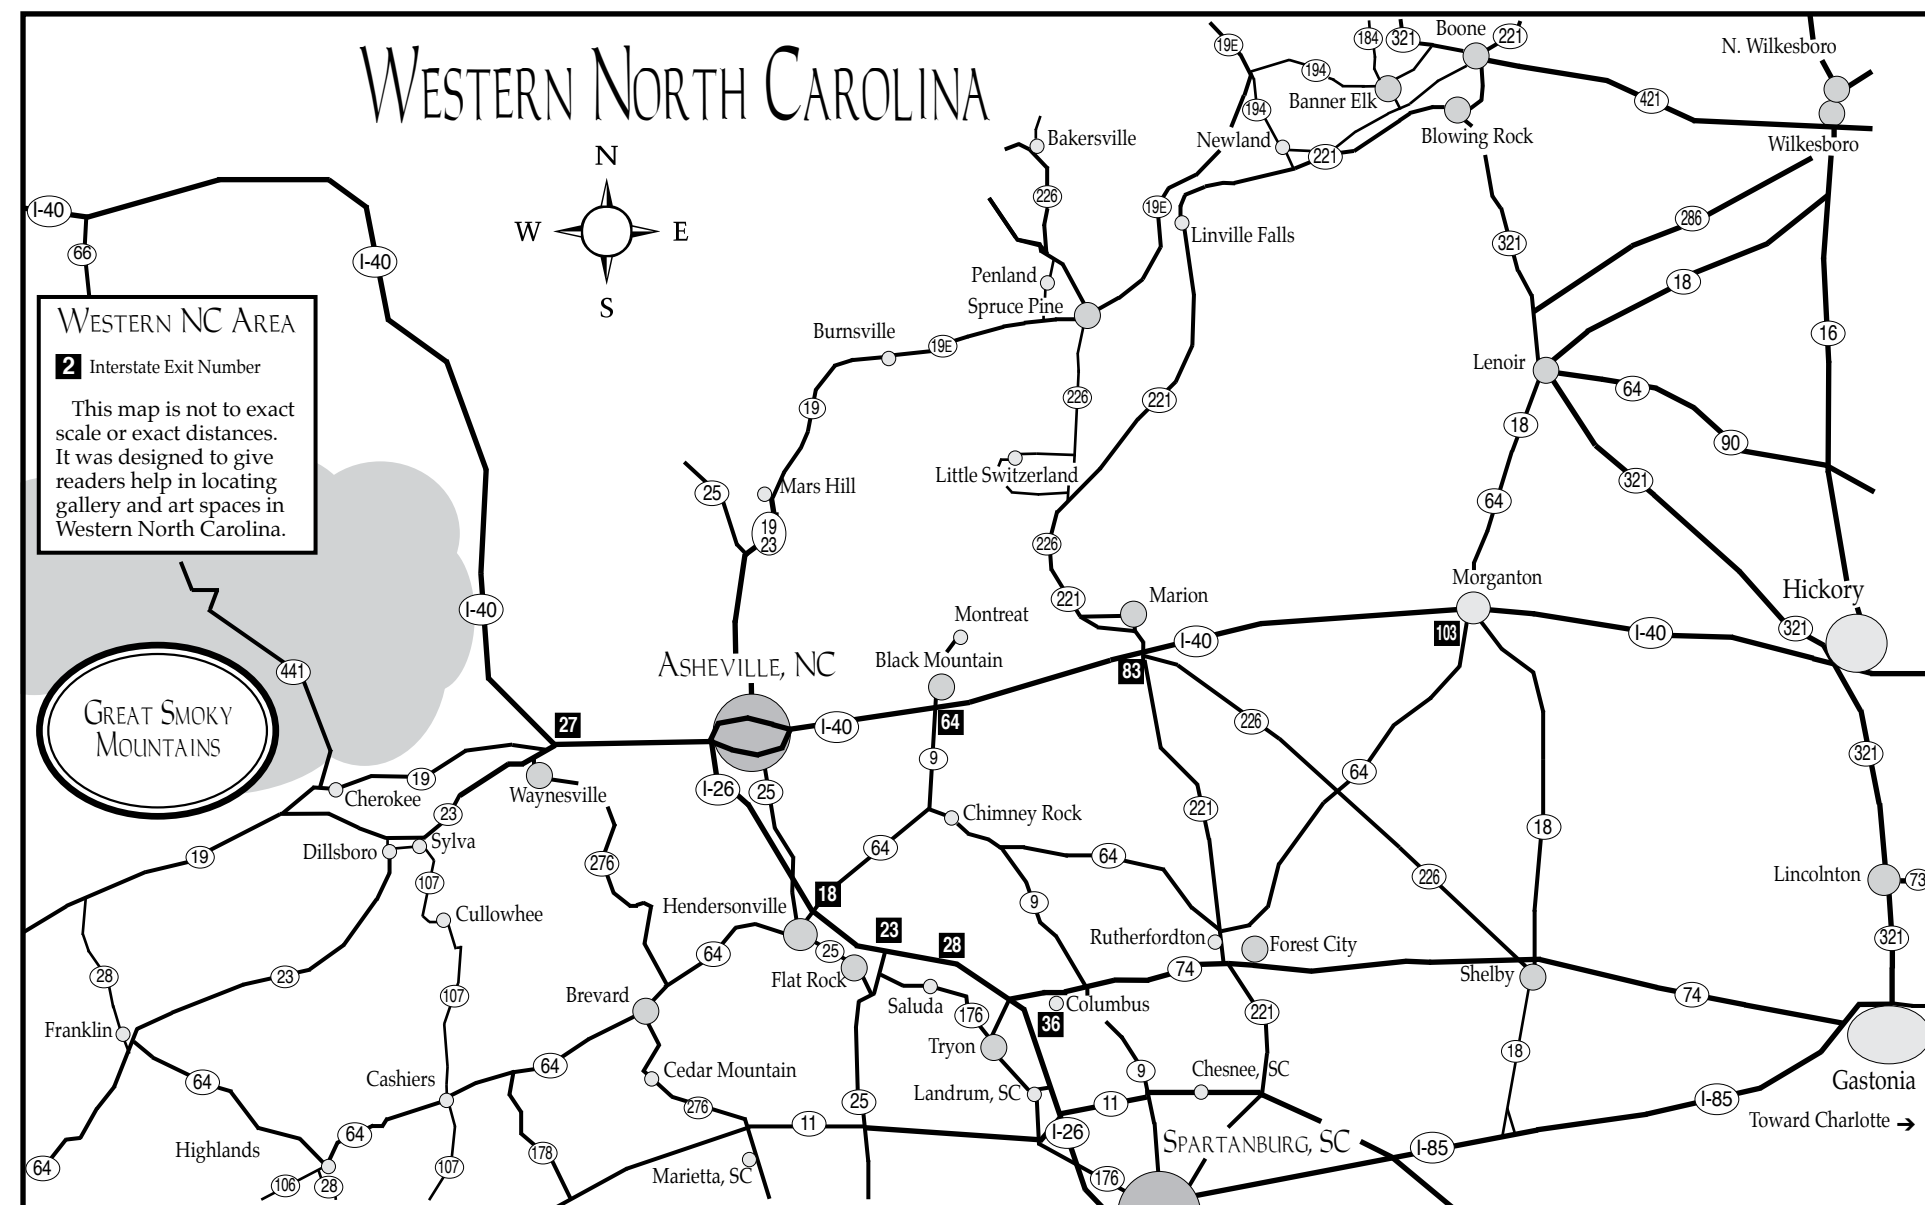 WESTERN NORTH CAROLINA
N
W
E
S
WESTERN NC AREA
2 Interstate Exit Number
This map is not to exact
scale or exact distances.
It was designed to give
readers help in locating
gallery and art spaces in
Western North Carolina.
GREAT SMOKY
MOUNTAINS
I-40
66
I-40
I-40
441
27
19
Cherokee
23
Waynesville
Dillsboro
Sylva
19
107
Cullowhee
276
28
23
107
Franklin
64
Cashiers
64
Highlands
64
106
28
107
64
178
Brevard
64
Cedar Mountain
276
11
Marietta, SC
25
Mars Hill
19
23
19
Burnsville
19E
ASHEVILLE, NC
I-40
I-26
25
Montreat
Black Mountain
64
9
Chimney Rock
64
18
Hendersonville
25
Flat Rock
23
28
Saluda
176
Tryon
Landrum, SC
36
Columbus
9
64
74
Rutherfordton
Forest City
221
9
Chesnee, SC
11
I-26
176
SPARTANBURG, SC
I-85
I-85
18
Shelby
74
Gastonia
Toward Charlotte ➔
321
Lincolnton
73
321
18
226
64
221
226
83
I-40
Marion
221
226
Little Switzerland
226
221
Spruce Pine
Penland
226
Bakersville
19E
Linville Falls
Newland
194
221
19E
194
Banner Elk
184
321
Boone
221
Blowing Rock
421
N. Wilkesboro
Wilkesboro
321
286
18
16
Lenoir
64
90
18
321
64
Morganton
103
I-40
321
Hickory